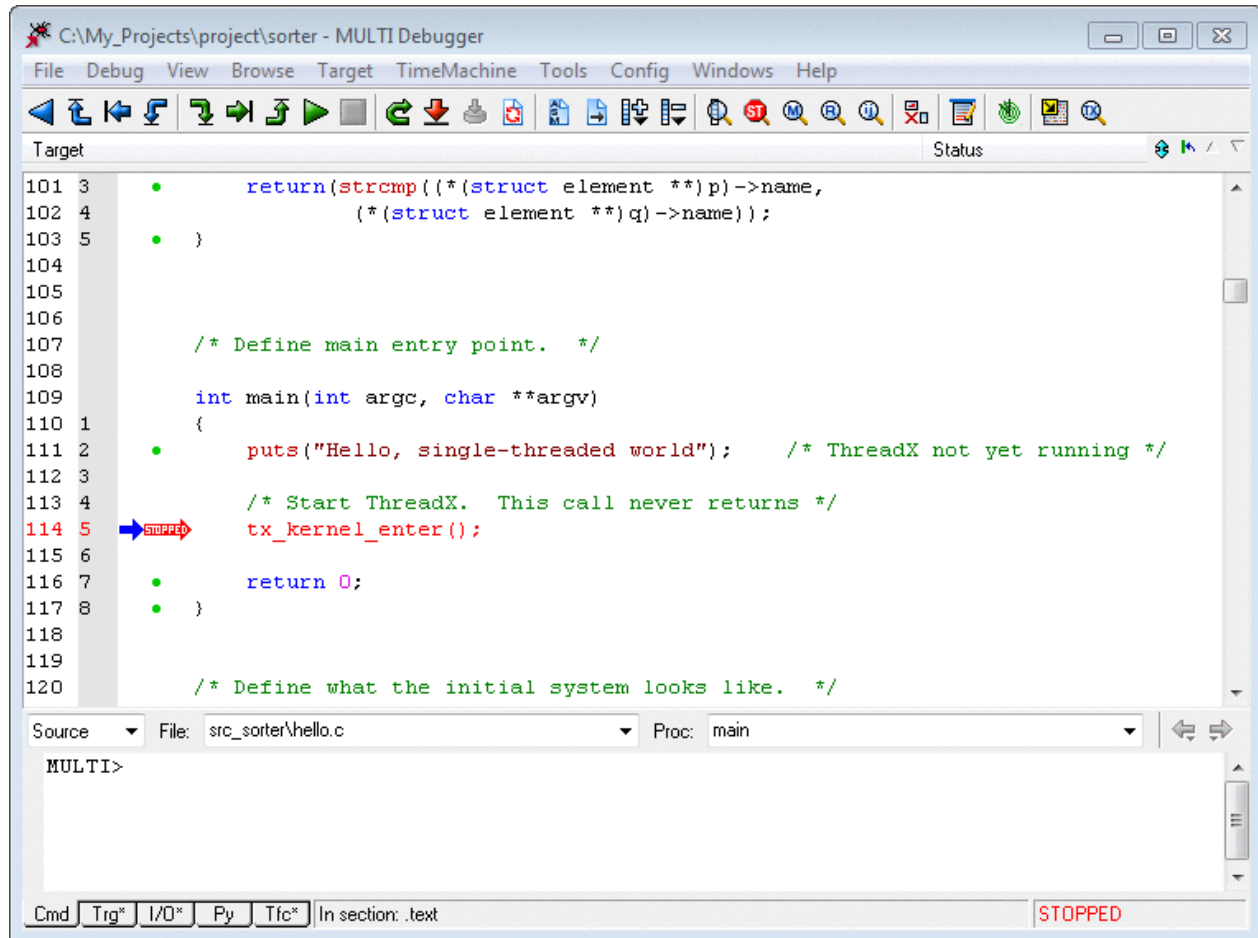 C:\My_Projects\project\sorter - MULTI Debugger
File Debug View Browse Target TimeMachine Tools Config Windows Help
Target Status
101 3 return(strcmp((*(struct element **)p)->name,
102 4 (*(struct element **)q)->name));
103 5 }
104
105
106
107 /* Define main entry point.  */
108
109 int main(int argc, char **argv)
110 1 {
111 2 puts("Hello, single-threaded world"); /* ThreadX not yet running */
112 3
113 4 /* Start ThreadX.  This call never returns */
114 5 STOPPED tx_kernel_enter();
115 6
116 7 return 0;
117 8 }
118
119
120 /* Define what the initial system looks like.  */
Source File: src_sorter\hello.c Proc: main
MULTI>
Cmd Trg* I/O* Py Tfc* In section: .text STOPPED